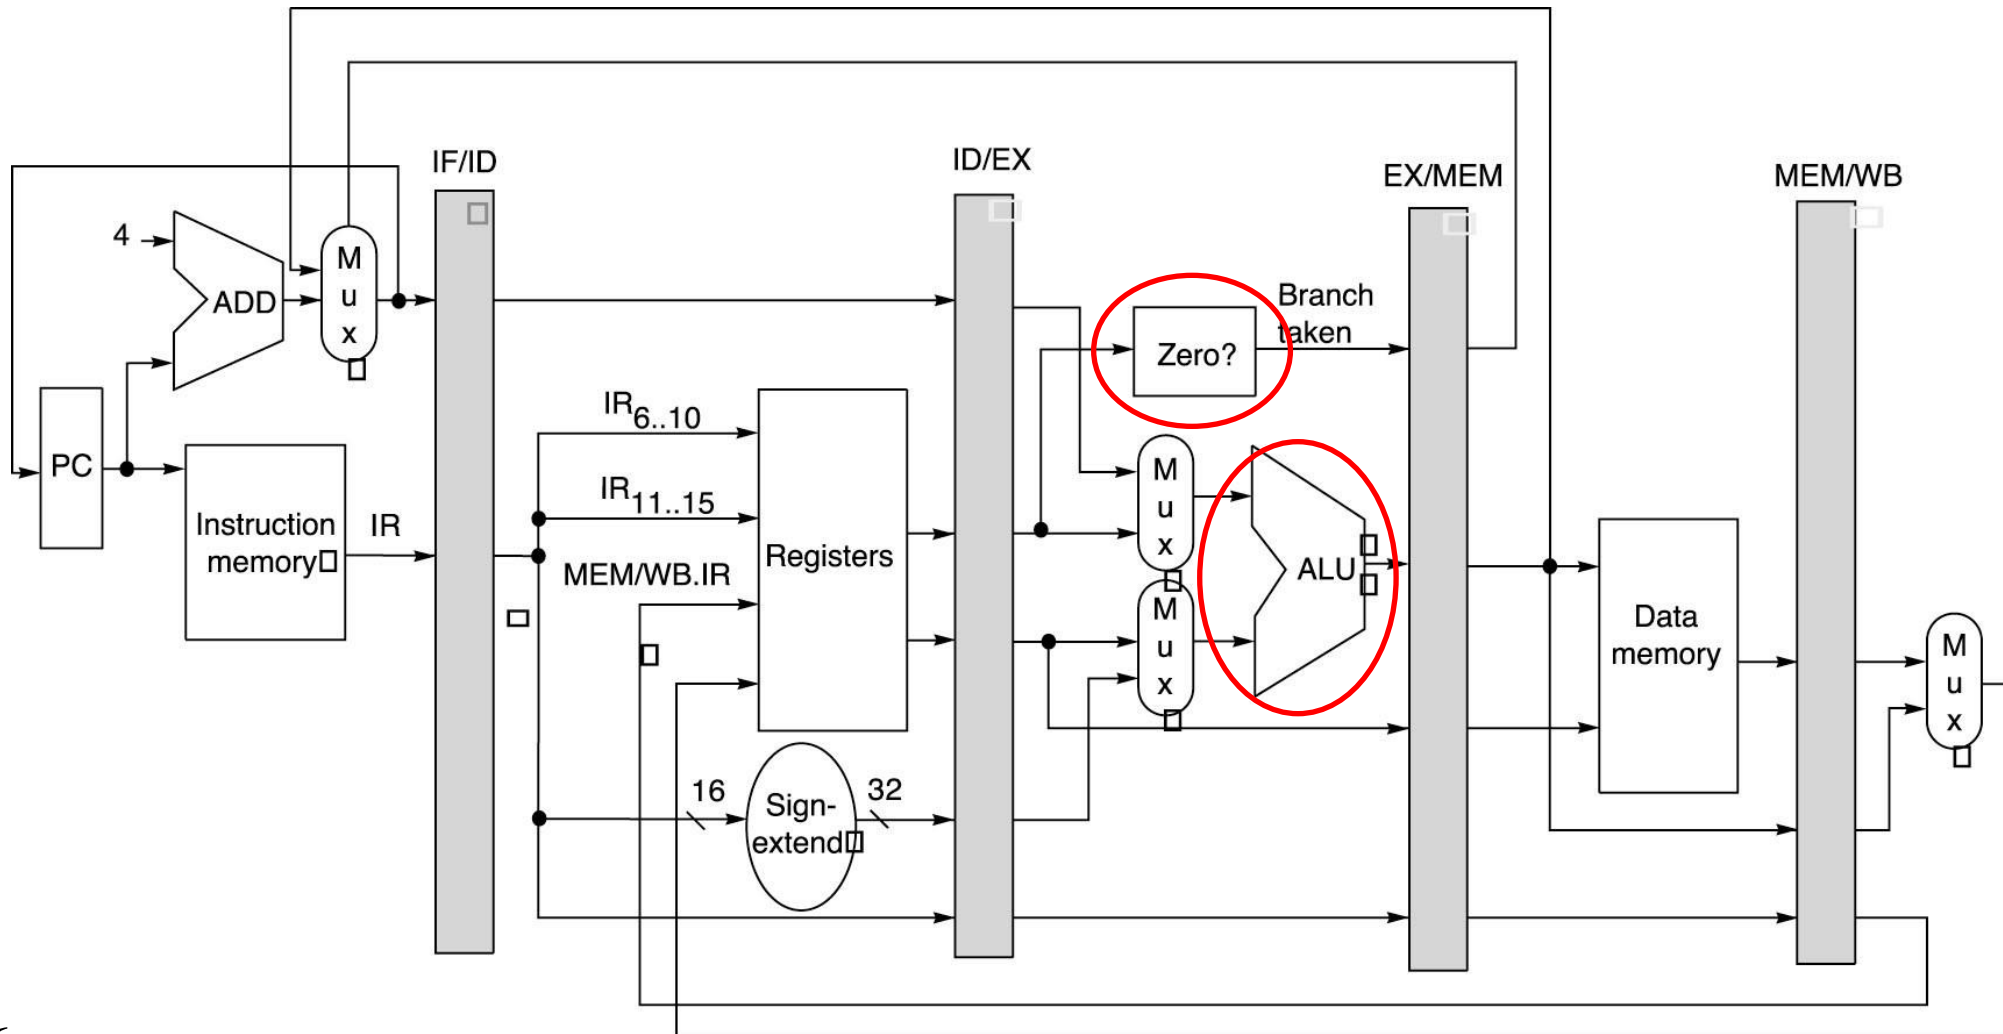 IF/ID
ID/EX
EX/MEM
MEM/WB
4
ADD
M
u
x
Branch
taken
Zero?
PC
Instruction
memory
IR
IR6..10
IR11..15
MEM/WB.IR
Registers
M
u
x
M
u
x
ALU
Data
memory
M
u
x
16
Sign-
extend
32